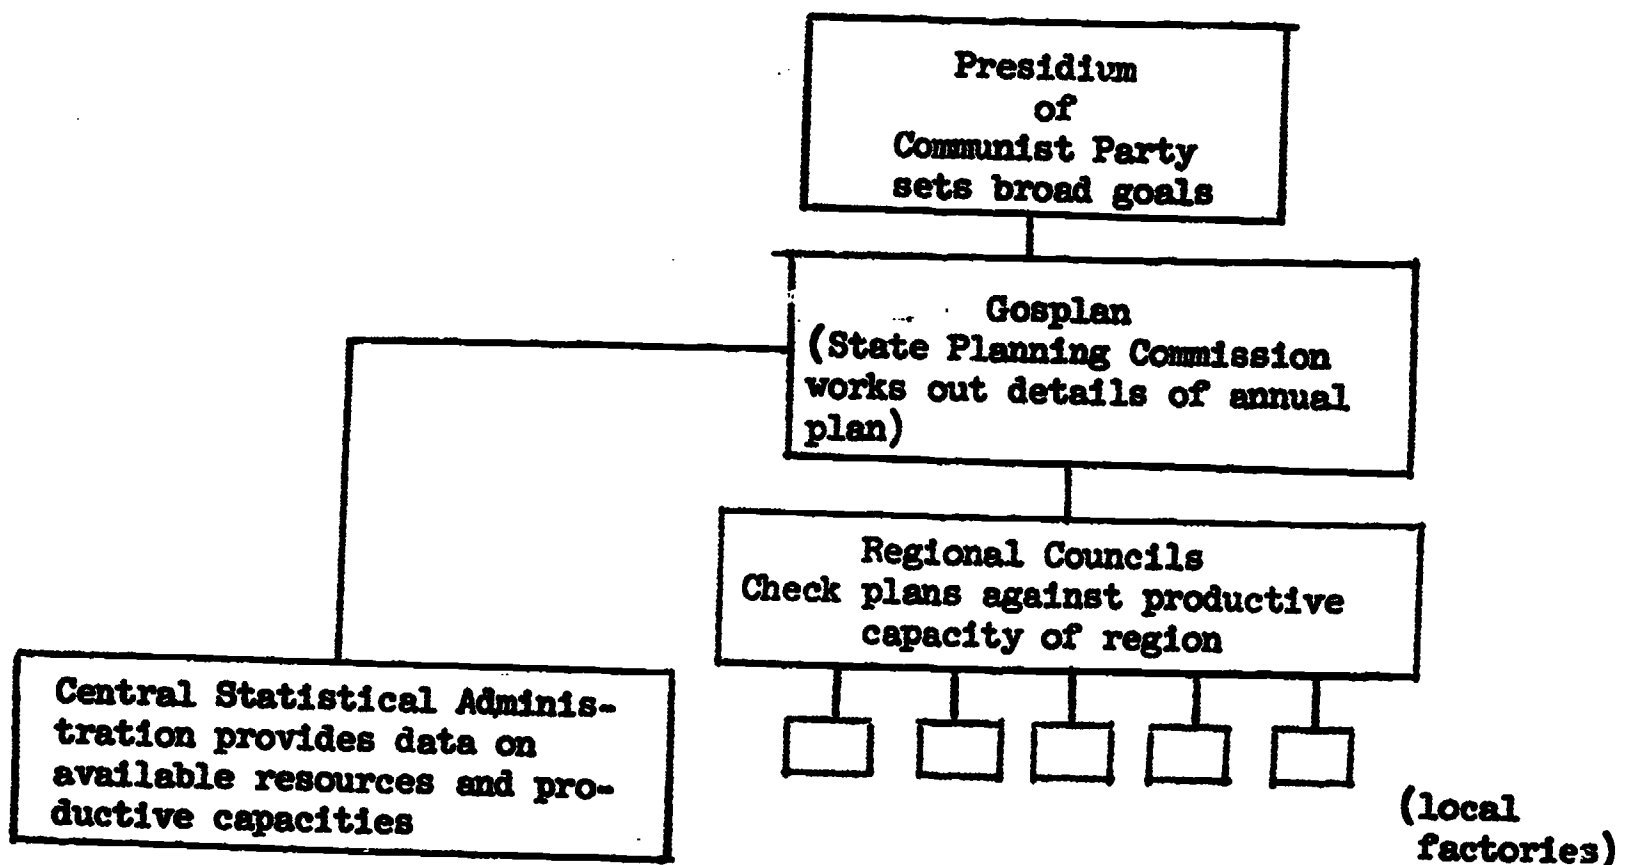 Presidium
of
Communist Party
sets broad goals
Gosplan
(State Planning Commission
works out details of annual
plan)
Regional Councils
Check plans against productive
capacity of region
Central Statistical Adminis-
tration provides data on
available resources and pro-
ductive capacities
(local
factories)